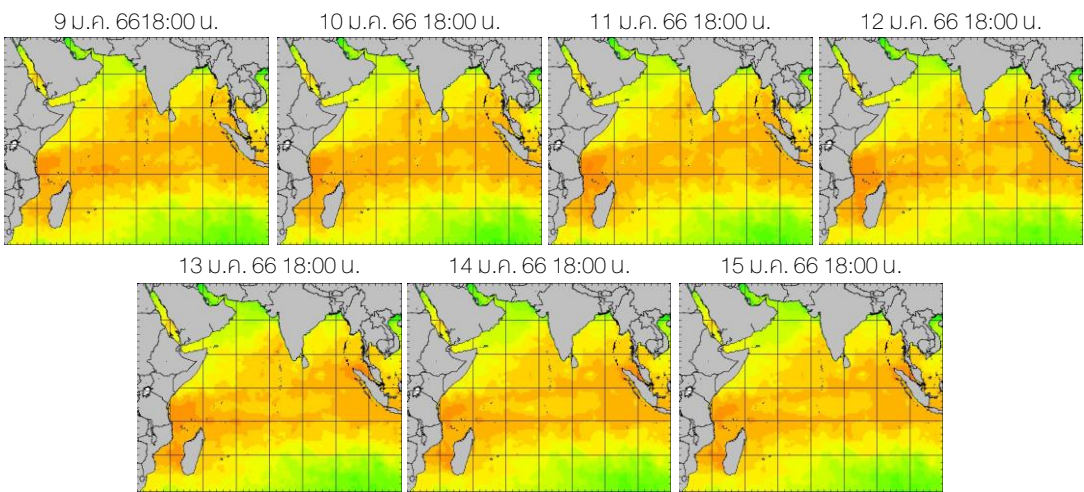 9 ม.ค. 6618:00 น.
10 ม.ค. 66 18:00 น.
11 ม.ค. 66 18:00 น.
12 ม.ค. 66 18:00 น.
13 ม.ค. 66 18:00 น.
14 ม.ค. 66 18:00 น.
15 ม.ค. 66 18:00 น.